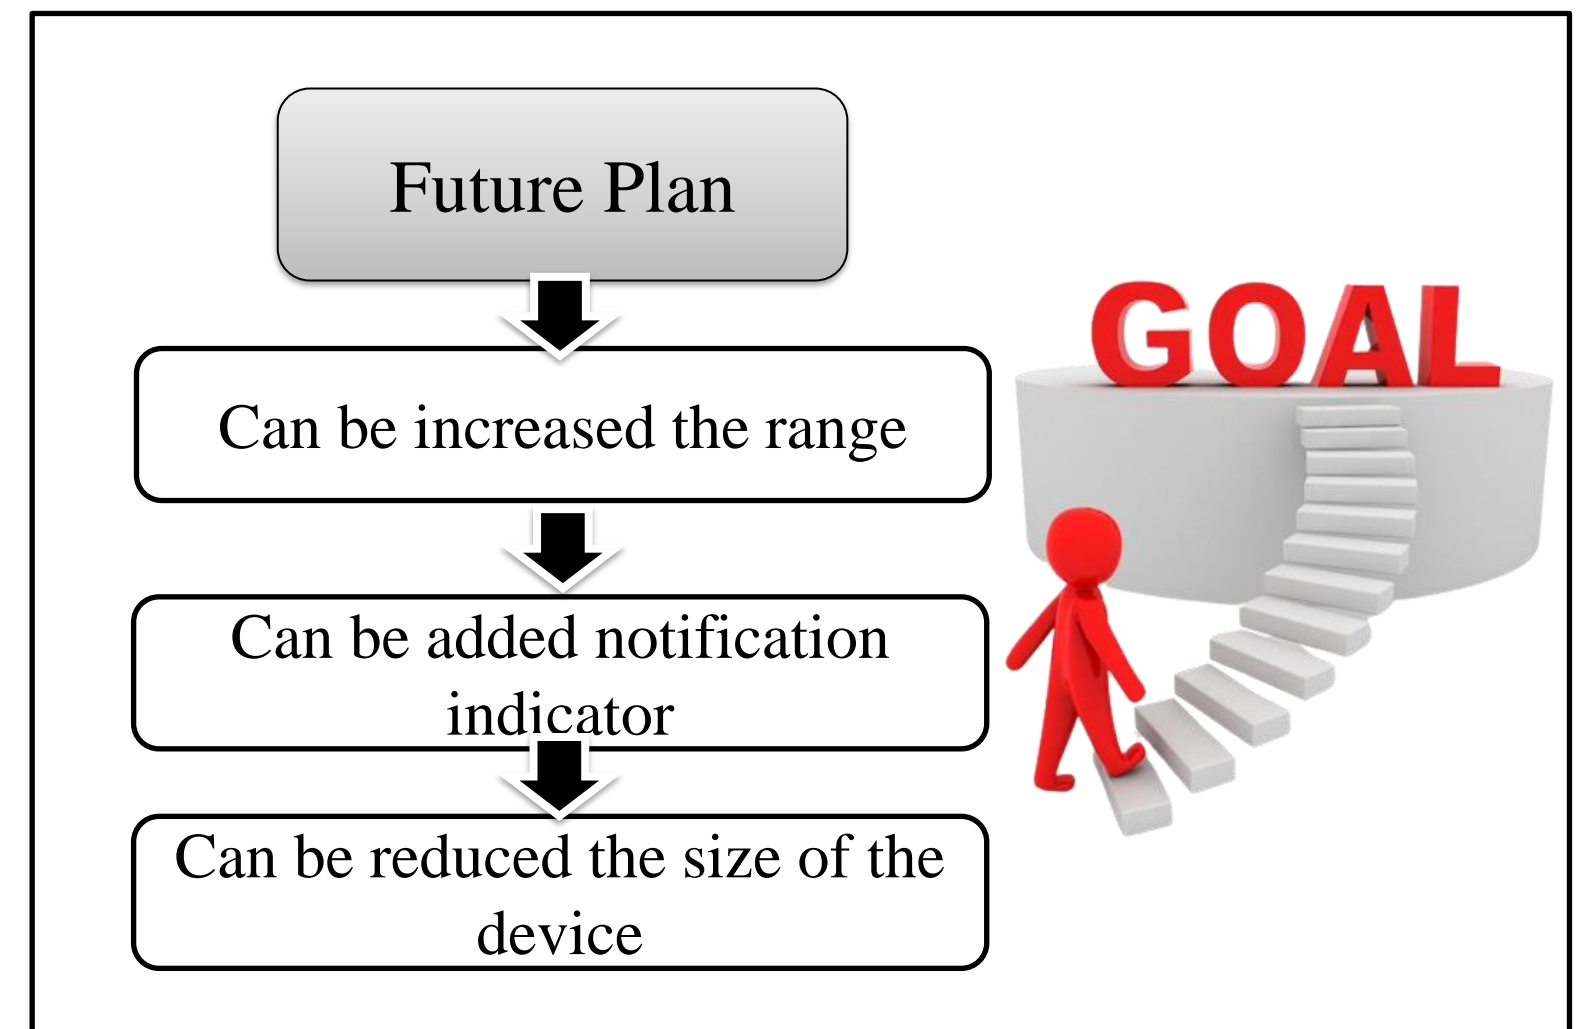 Future Plan
Can be increased the range
Can be added notification
indicator
Can be reduced the size of the
device
GOAL